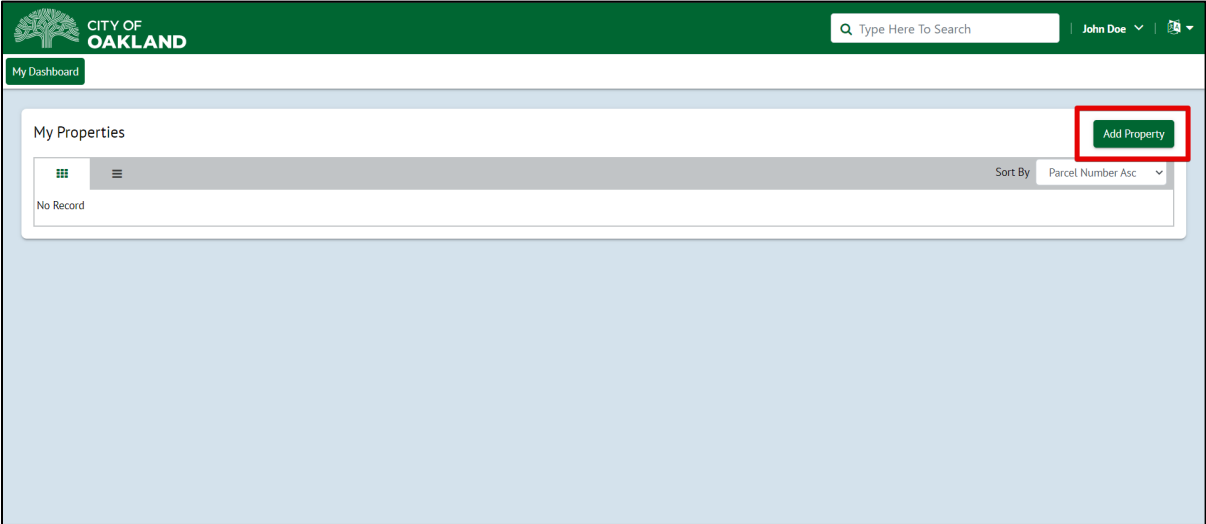 CITY OF
OAKLAND
Type Here To Search
John Doe
My Dashboard
My Properties
Add Property
Sort By
Parcel Number Asc
No Record